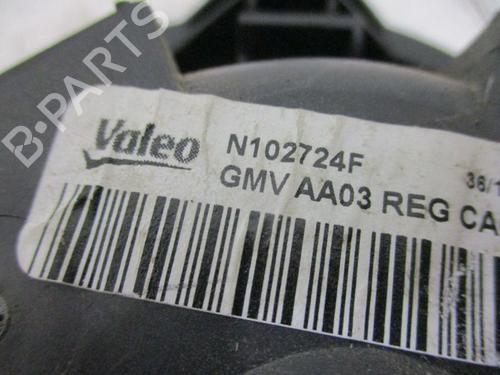 B-PARTS
Valeo
N102724F
36/1
GMV AA03 REG CA